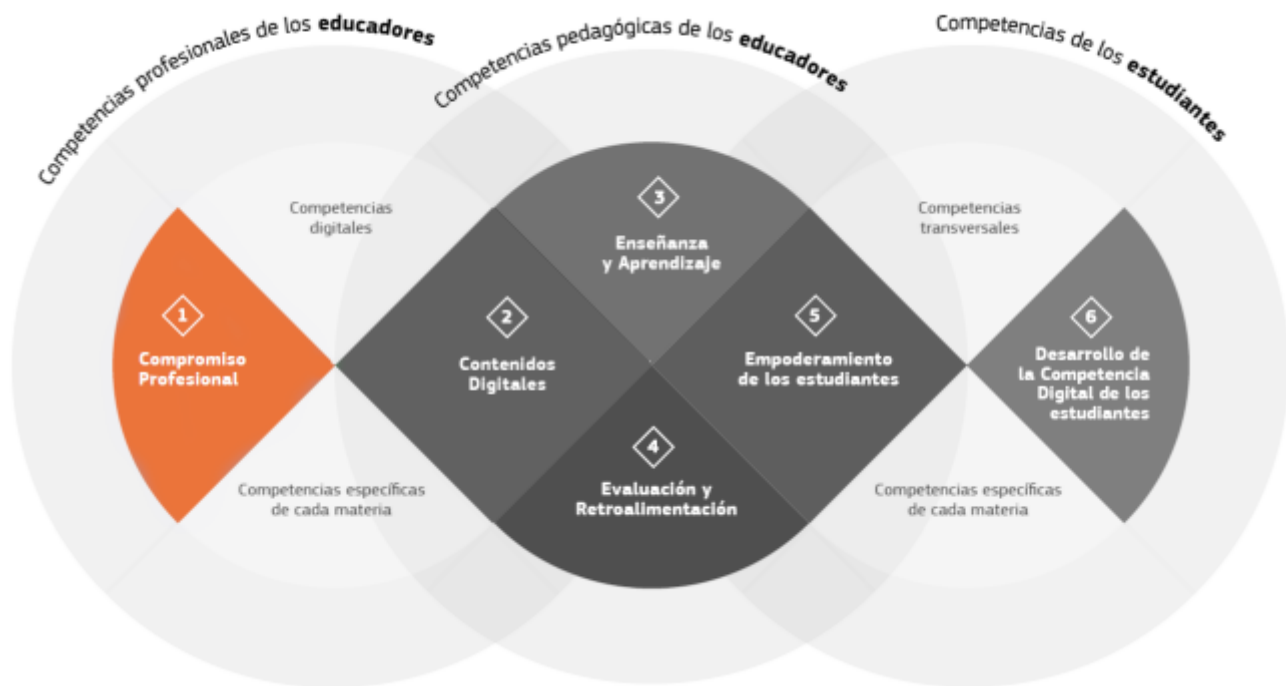 Competencias profesionales de los educadores
Competencias pedagógicas de los educadores
Competencias de los estudiantes
Competencias
digitales
Competencias
transversales
3
Enseñanza
y Aprendizaje
1
Compromiso
Profesional
2
Contenidos
Digitales
5
Empoderamiento
de los estudiantes
6
Desarrollo de
la Competencia
Digital de los
estudiantes
4
Evaluación y
Retroalimentación
Competencias específicas
de cada materia
Competencias específicas
de cada materia